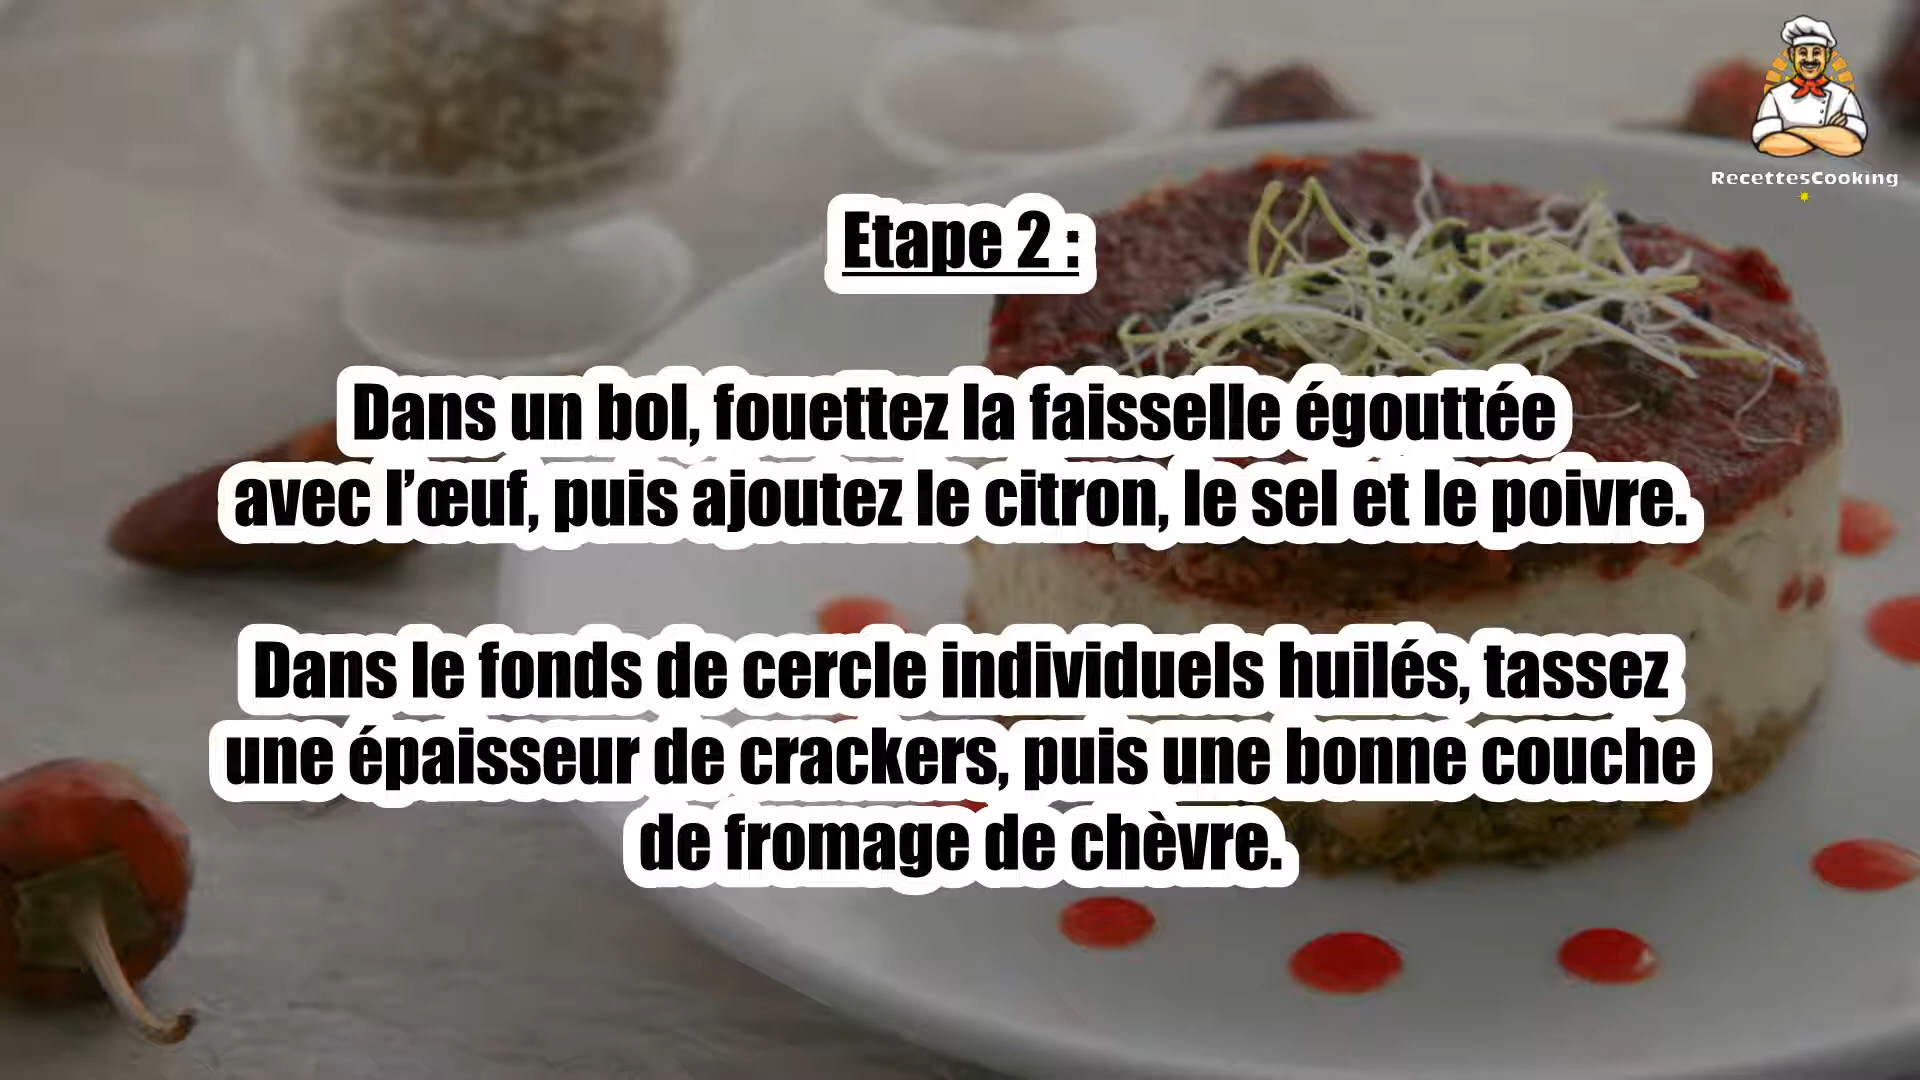 RecettesCooking
Etape 2 :
Dans un bol, fouettez la faisselle égouttée
avec l’œuf, puis ajoutez le citron, le sel et le poivre.
Dans le fonds de cercle individuels huilés, tassez
une épaisseur de crackers, puis une bonne couche
de fromage de chèvre.